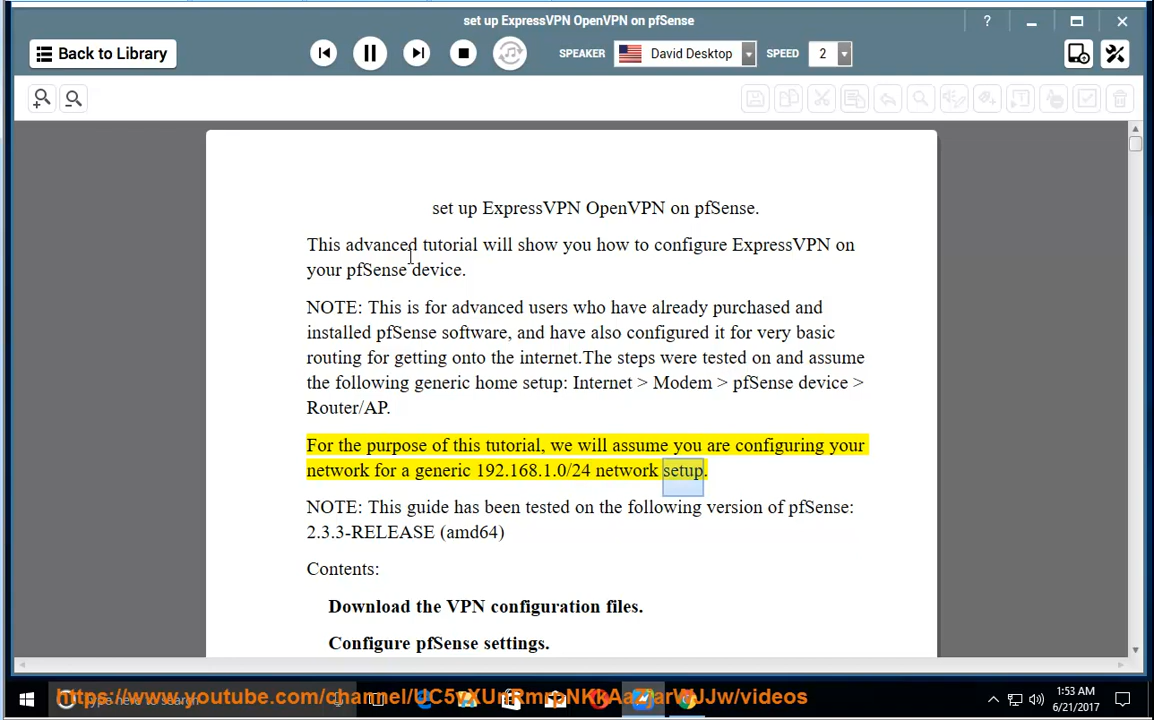 set up ExpressVPN OpenVPN on pfSense
Back to Library
SPEAKER
David Desktop
SPEED
2
set up ExpressVPN OpenVPN on pfSense.
This advanced tutorial will show you how to configure ExpressVPN on
your pfSense device.
NOTE: This is for advanced users who have already purchased and
installed pfSense software, and have also configured it for very basic
routing for getting onto the internet.The steps were tested on and assume
the following generic home setup: Internet > Modem > pfSense device >
Router/AP.
For the purpose of this tutorial, we will assume you are configuring your
network for a generic 192.168.1.0/24 network setup.
NOTE: This guide has been tested on the following version of pfSense:
2.3.3-RELEASE (amd64)
Contents:
Download the VPN configuration files.
Configure pfSense settings.
1:53 AM
6/21/2017